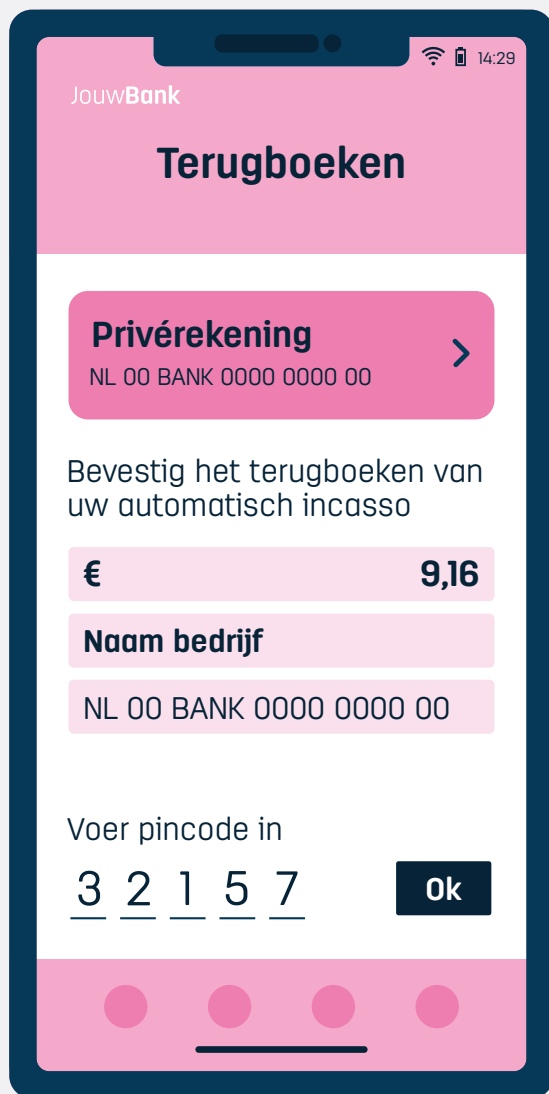 14:29
JouwBank
Terugboeken
Privérekening
NL 00 BANK 0000 0000 00
Bevestig het terugboeken van
uw automatisch incasso
€ 9,16
Naam bedrijf
NL 00 BANK 0000 0000 00
Voer pincode in
3 2 1 5 7 Ok